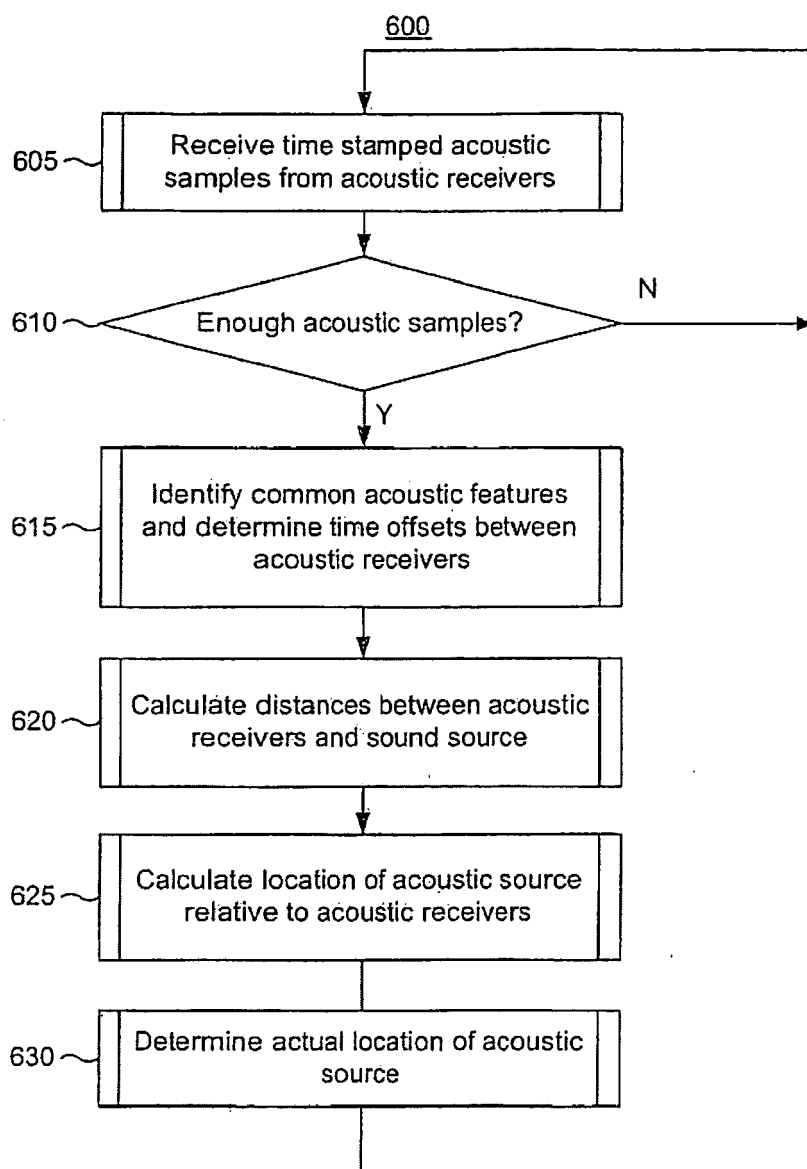 600
605
Receive time stamped acoustic
samples from acoustic receivers
610
Enough acoustic samples?
N
Y
615
Identify common acoustic features
and determine time offsets between
acoustic receivers
620
Calculate distances between acoustic
receivers and sound source
625
Calculate location of acoustic source
relative to acoustic receivers
630
Determine actual location of acoustic
source